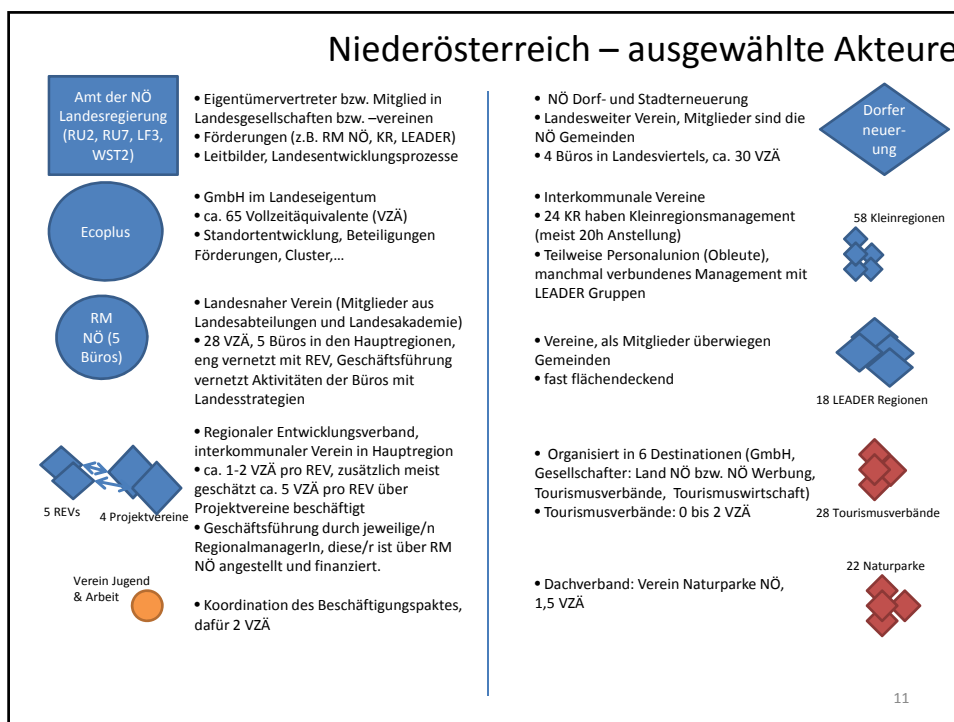 Niederösterreich – ausgewählte Akteure
Amt der NÖ
Landesregierung
(RU2, RU7, LF3,
WST2)
• Eigentümervertreter bzw. Mitglied in
Landesgesellschaften bzw. –vereinen
• Förderungen (z.B. RM NÖ, KR, LEADER)
• Leitbilder, Landesentwicklungsprozesse
Ecoplus
• GmbH im Landeseigentum
• ca. 65 Vollzeitäquivalente (VZÄ)
• Standortentwicklung, Beteiligungen
Förderungen, Cluster,...
RM
NÖ (5
Büros)
• Landesnaher Verein (Mitglieder aus
Landesabteilungen und Landesakademie)
• 28 VZÄ, 5 Büros in den Hauptregionen,
eng vernetzt mit REV, Geschäftsführung
vernetzt Aktivitäten der Büros mit
Landesstrategien
5 REVs
4 Projektvereine
• Regionaler Entwicklungsverband,
interkommunaler Verein in Hauptregion
• ca. 1-2 VZÄ pro REV, zusätzlich meist
geschätzt ca. 5 VZÄ pro REV über
Projektvereine beschäftigt
• Geschäftsführung durch jeweilige/n
RegionalmanagerIn, diese/r ist über RM
NÖ angestellt und finanziert.
Verein Jugend
& Arbeit
• Koordination des Beschäftigungspaktes,
dafür 2 VZÄ
• NÖ Dorf- und Stadterneuerung
• Landesweiter Verein, Mitglieder sind die
NÖ Gemeinden
• 4 Büros in Landesviertels, ca. 30 VZÄ
Dorfer
neuer-
ung
• Interkommunale Vereine
• 24 KR haben Kleinregionsmanagement
(meist 20h Anstellung)
• Teilweise Personalunion (Obleute),
manchmal verbundenes Management mit
LEADER Gruppen
58 Kleinregionen
• Vereine, als Mitglieder überwiegen
Gemeinden
• fast flächendeckend
18 LEADER Regionen
• Organisiert in 6 Destinationen (GmbH,
Gesellschafter: Land NÖ bzw. NÖ Werbung,
Tourismusverbände, Tourismuswirtschaft)
• Tourismusverbände: 0 bis 2 VZÄ
28 Tourismusverbände
22 Naturparke
• Dachverband: Verein Naturparke NÖ,
1,5 VZÄ
11